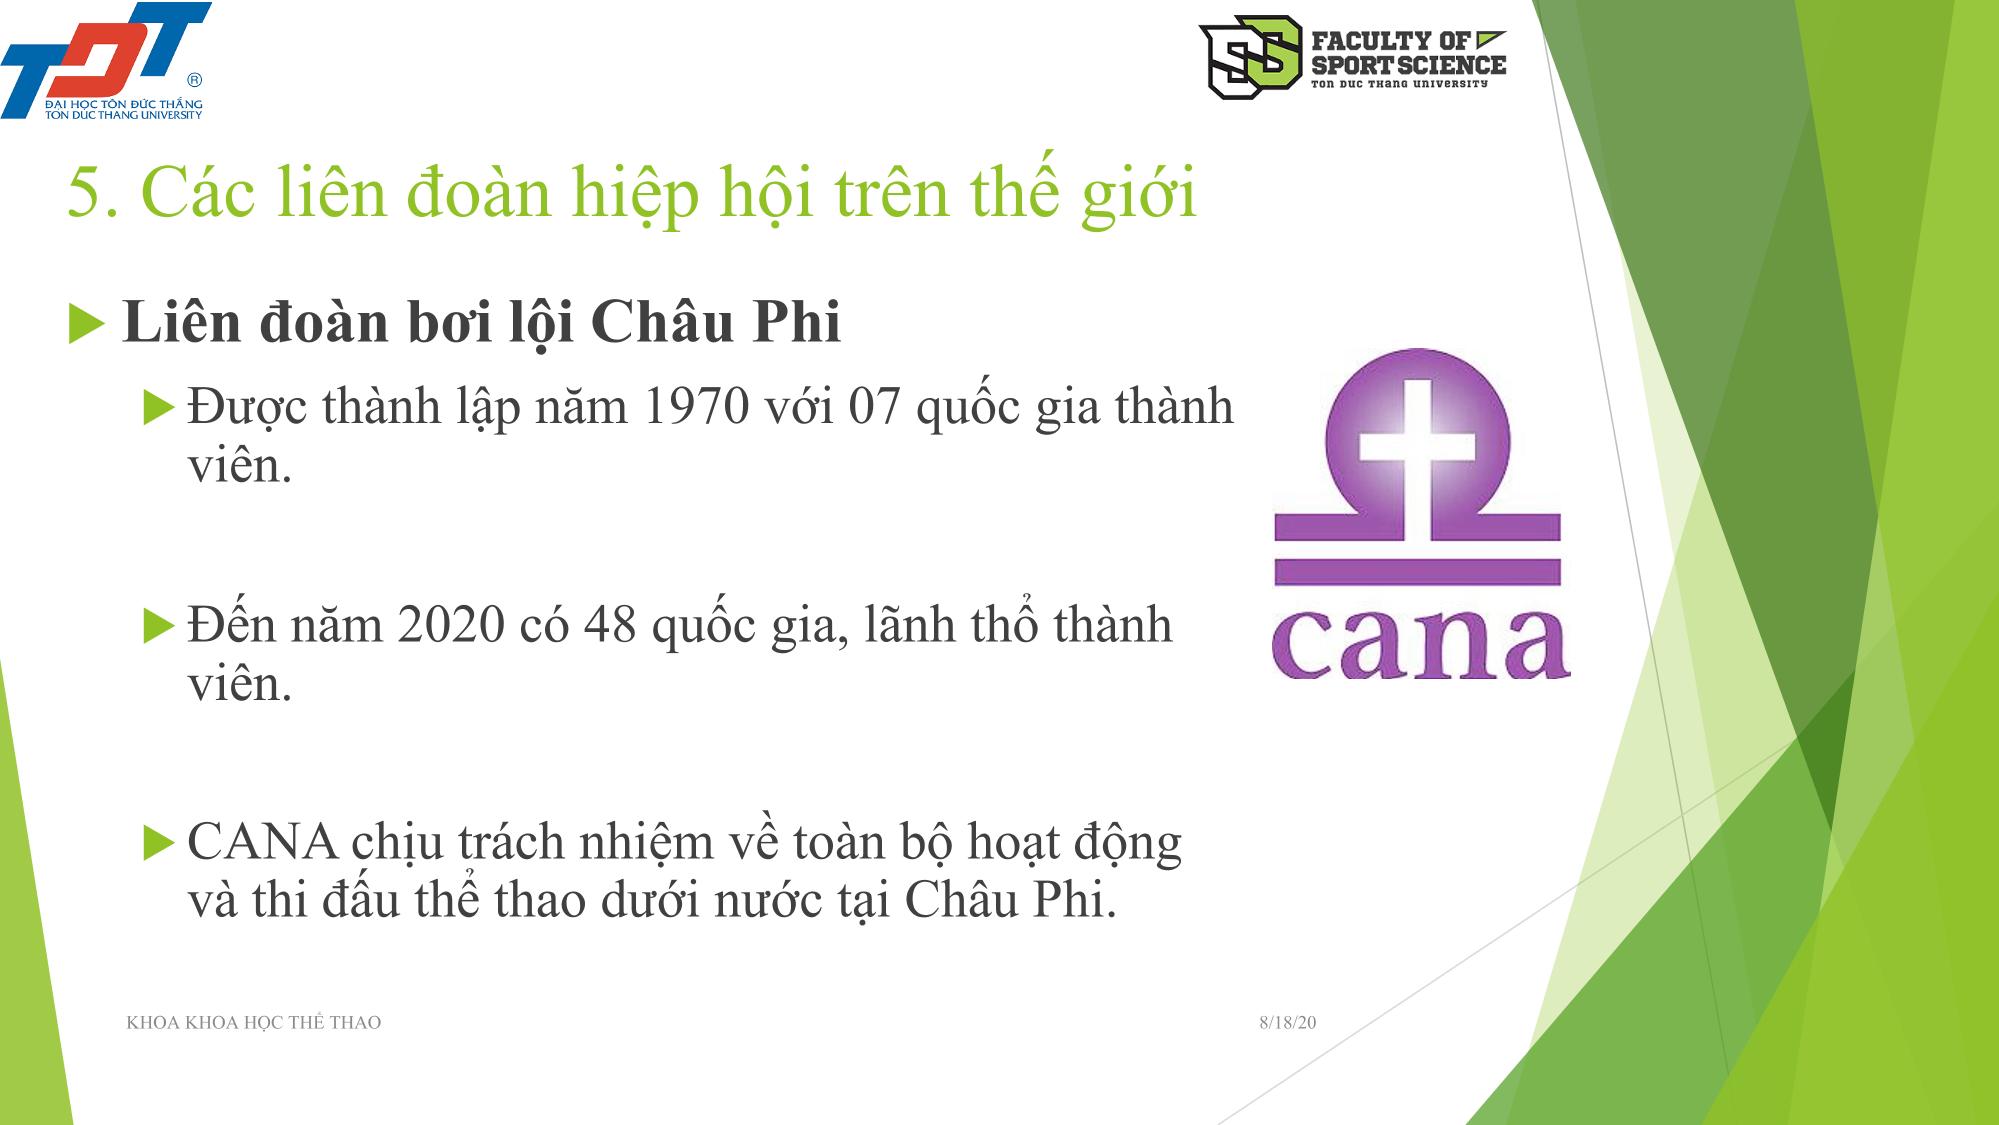 TDT ®
ĐẠI HỌC TÔN ĐỨC THẮNG
TON DUC THANG UNIVERSITY
SS
FACULTY OF
SPORT SCIENCE
TON DUC THANG UNIVERSITY
5. Các liên đoàn hiệp hội trên thế giới
Liên đoàn bơi lội Châu Phi
Được thành lập năm 1970 với 07 quốc gia thành
viên.
Đến năm 2020 có 48 quốc gia, lãnh thổ thành
viên.
CANA chịu trách nhiệm về toàn bộ hoạt động
và thi đấu thể thao dưới nước tại Châu Phi.
cana
KHOA KHOA HỌC THỂ THAO
8/18/20